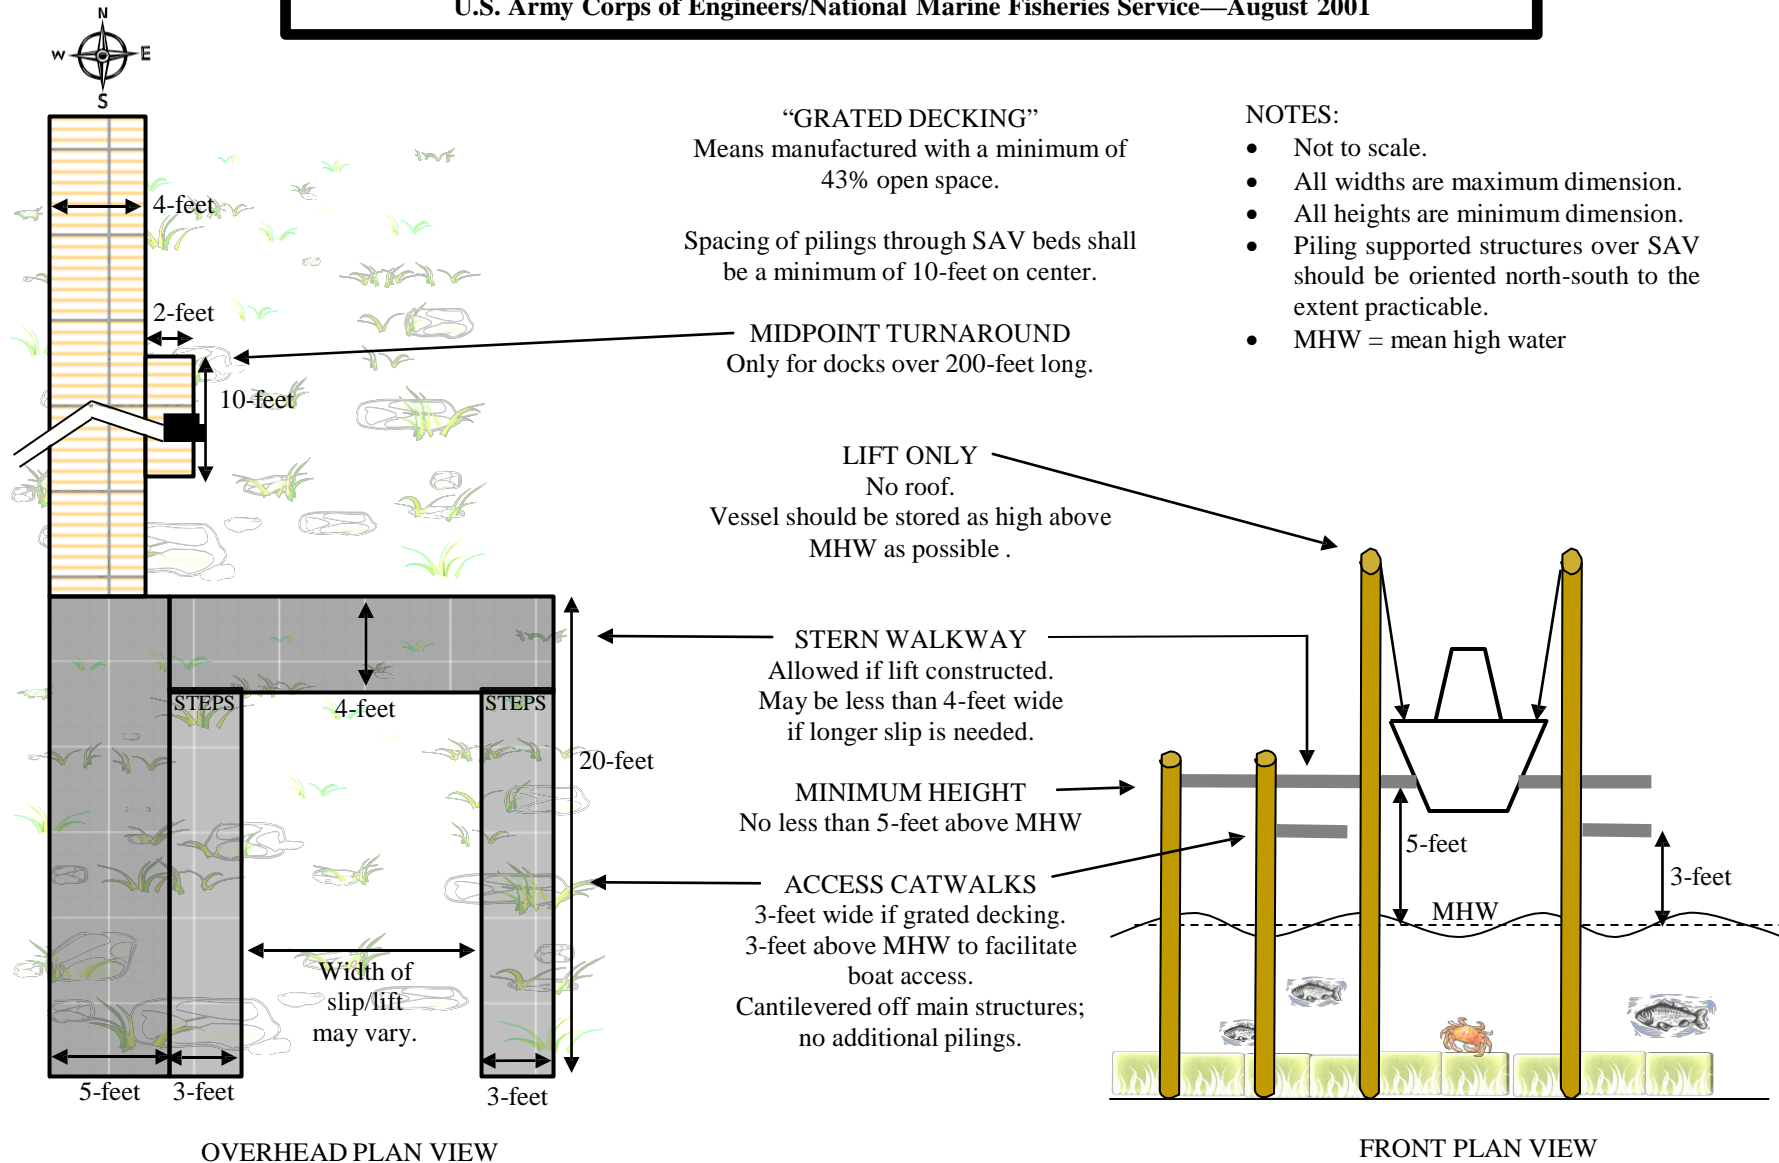 U.S. Army Corps of Engineers/National Marine Fisheries Service—August 2001
N
W E
S
4-feet
2-feet
10-feet
“GRATED DECKING”
Means manufactured with a minimum of
43% open space.
Spacing of pilings through SAV beds shall
be a minimum of 10-feet on center.
MIDPOINT TURNAROUND
Only for docks over 200-feet long.
NOTES:
• Not to scale.
• All widths are maximum dimension.
• All heights are minimum dimension.
• Piling supported structures over SAV
should be oriented north-south to the
extent practicable.
• MHW = mean high water
LIFT ONLY
No roof.
Vessel should be stored as high above
MHW as possible .
STERN WALKWAY
Allowed if lift constructed.
May be less than 4-feet wide
if longer slip is needed.
MINIMUM HEIGHT
No less than 5-feet above MHW
ACCESS CATWALKS
3-feet wide if grated decking.
3-feet above MHW to facilitate
boat access.
Cantilevered off main structures;
no additional pilings.
STEPS
4-feet
STEPS
20-feet
Width of
slip/lift
may vary.
5-feet
3-feet
3-feet
OVERHEAD PLAN VIEW
5-feet
3-feet
MHW
FRONT PLAN VIEW